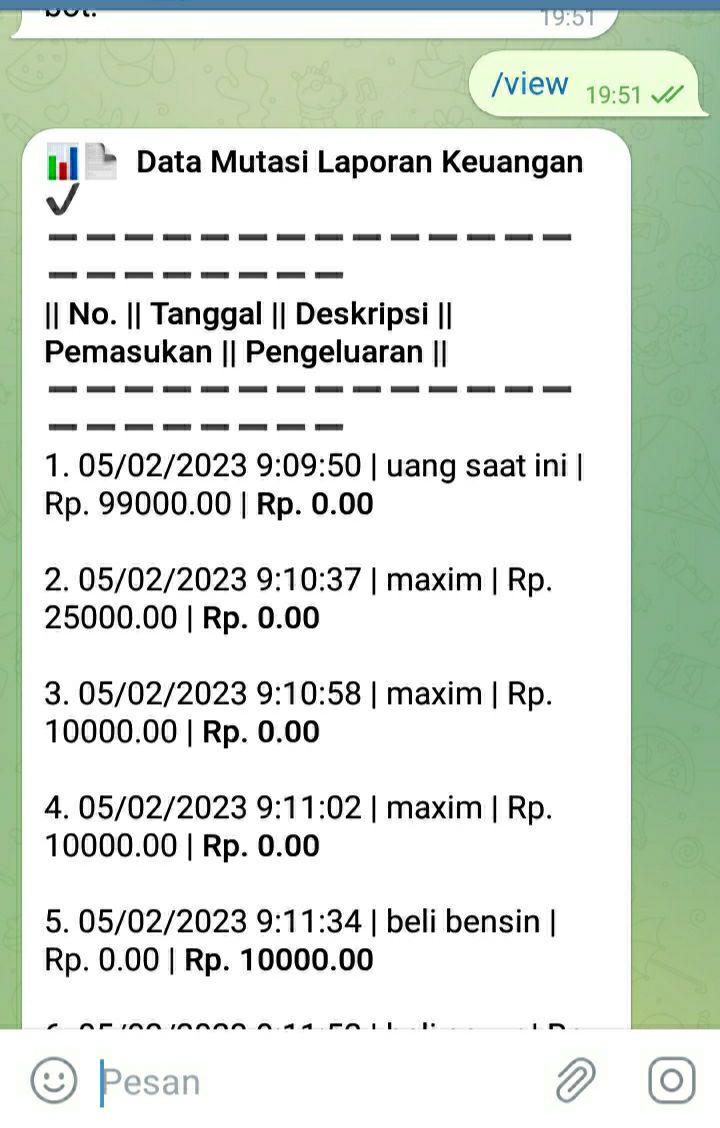 bot.
19:51
/view 19:51
Data Mutasi Laporan Keuangan
|| No. || Tanggal || Deskripsi ||
Pemasukan || Pengeluaran ||
1. 05/02/2023 9:09:50 | uang saat ini |
Rp. 99000.00 | Rp. 0.00
2. 05/02/2023 9:10:37 | maxim | Rp.
25000.00 | Rp. 0.00
3. 05/02/2023 9:10:58 | maxim | Rp.
10000.00 | Rp. 0.00
4. 05/02/2023 9:11:02 | maxim | Rp.
10000.00 | Rp. 0.00
5. 05/02/2023 9:11:34 | beli bensin |
Rp. 0.00 | Rp. 10000.00
Pesan